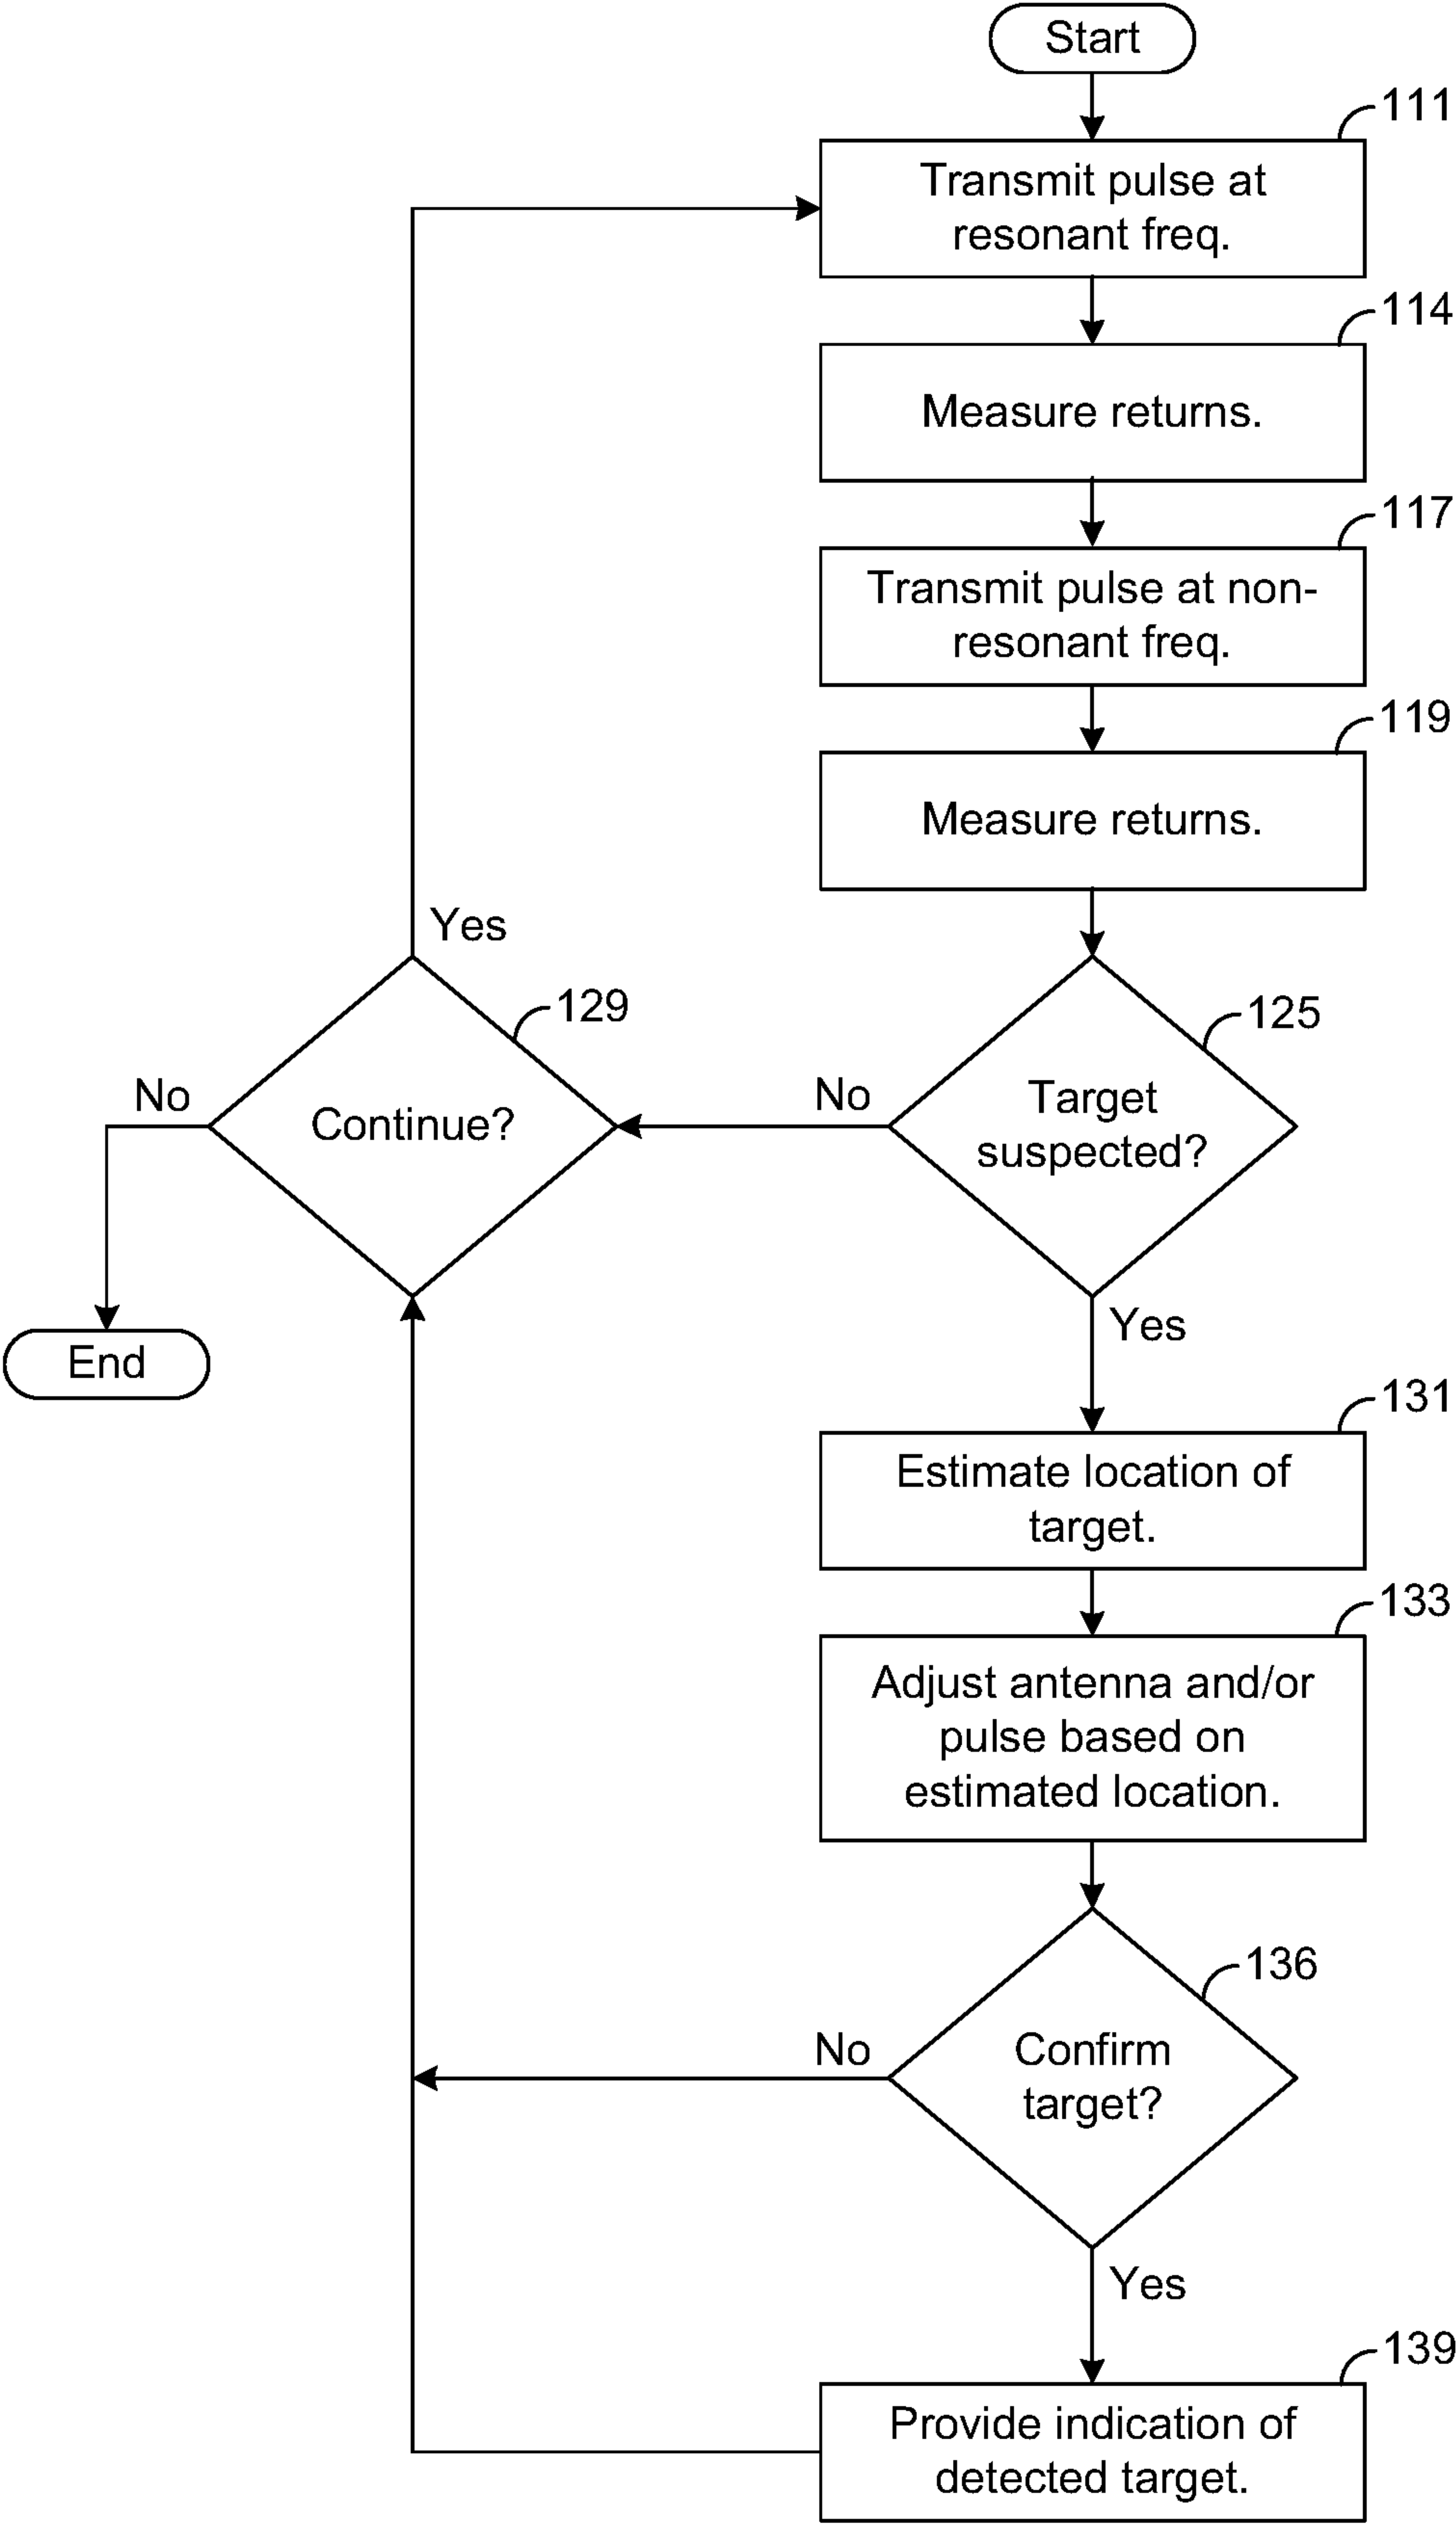 Start
111
Transmit pulse at
resonant freq.
114
Measure returns.
117
Transmit pulse at non-
resonant freq.
119
Measure returns.
Yes
129
Continue?
No
End
125
Target
suspected?
No
Yes
131
Estimate location of
target.
133
Adjust antenna and/or
pulse based on
estimated location.
136
Confirm
target?
No
Yes
139
Provide indication of
detected target.